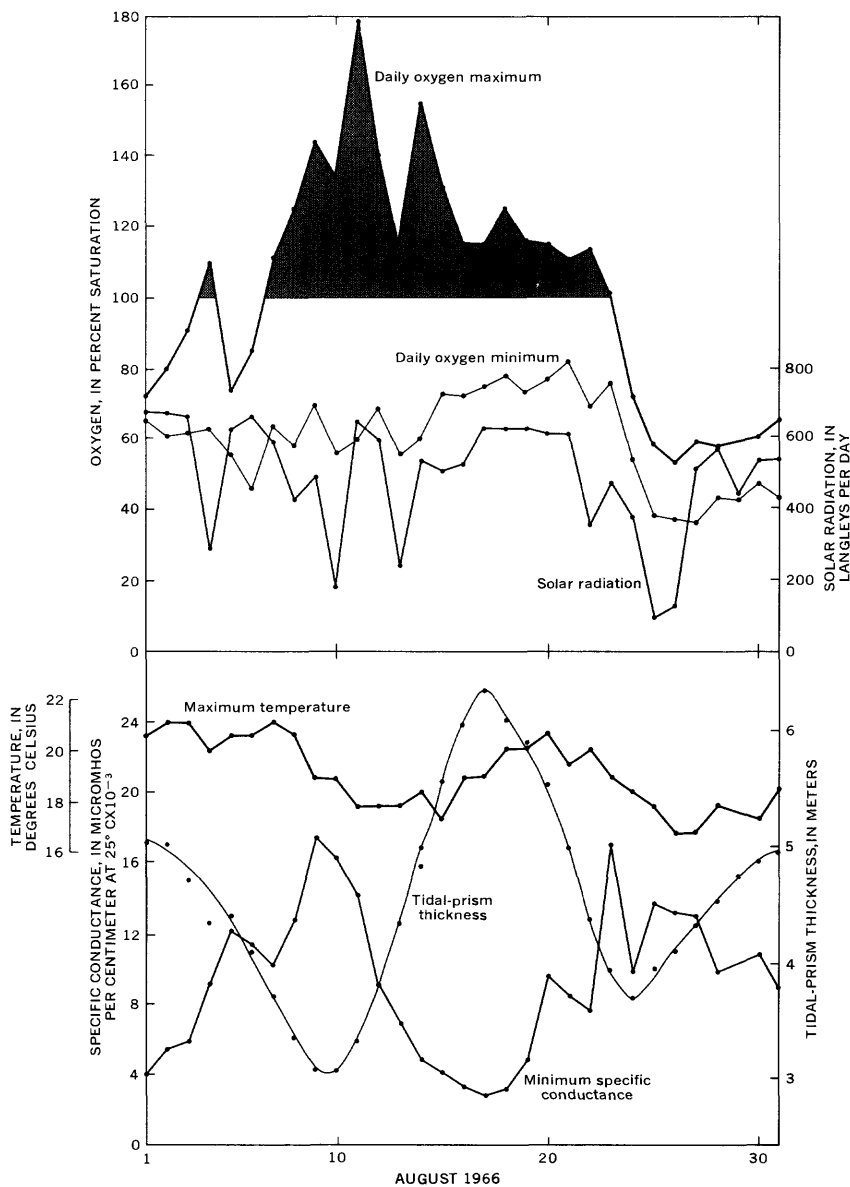 180
160
140
120
100
80
60
40
20
0
OXYGEN, IN PERCENT SATURATION
Daily oxygen maximum
Daily oxygen minimum
Solar radiation
800
600
400
200
0
SOLAR RADIATION, IN
LANGLEYS PER DAY
22
20
18
16
TEMPERATURE, IN
DEGREES CELSIUS
24
20
16
12
8
4
0
SPECIFIC CONDUCTANCE, IN MICROMHOS
PER CENTIMETER AT 25° CX10⁻³
Maximum temperature
Tidal-prism
thickness
Minimum specific
conductance
6
5
4
3
TIDAL-PRISM THICKNESS, IN METERS
1
10
20
30
AUGUST 1966